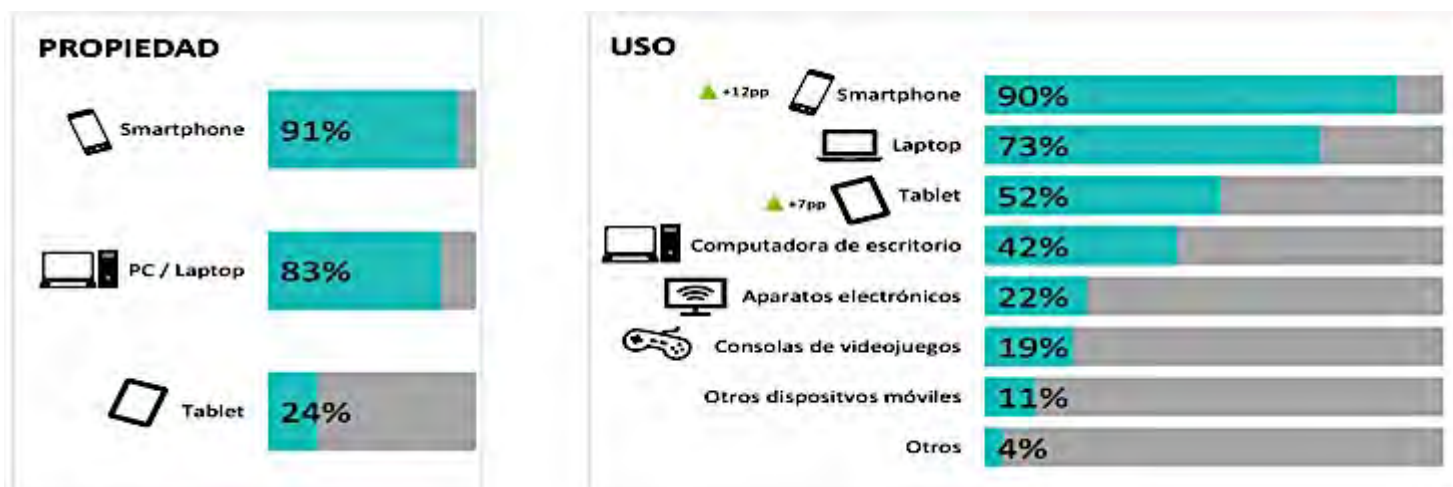 PROPIEDAD
Smartphone 91%
PC / Laptop 83%
Tablet 24%
USO
+12pp Smartphone 90%
Laptop 73%
+7pp Tablet 52%
Computadora de escritorio 42%
Aparatos electrónicos 22%
Consolas de videojuegos 19%
Otros dispositvos móviles 11%
Otros 4%